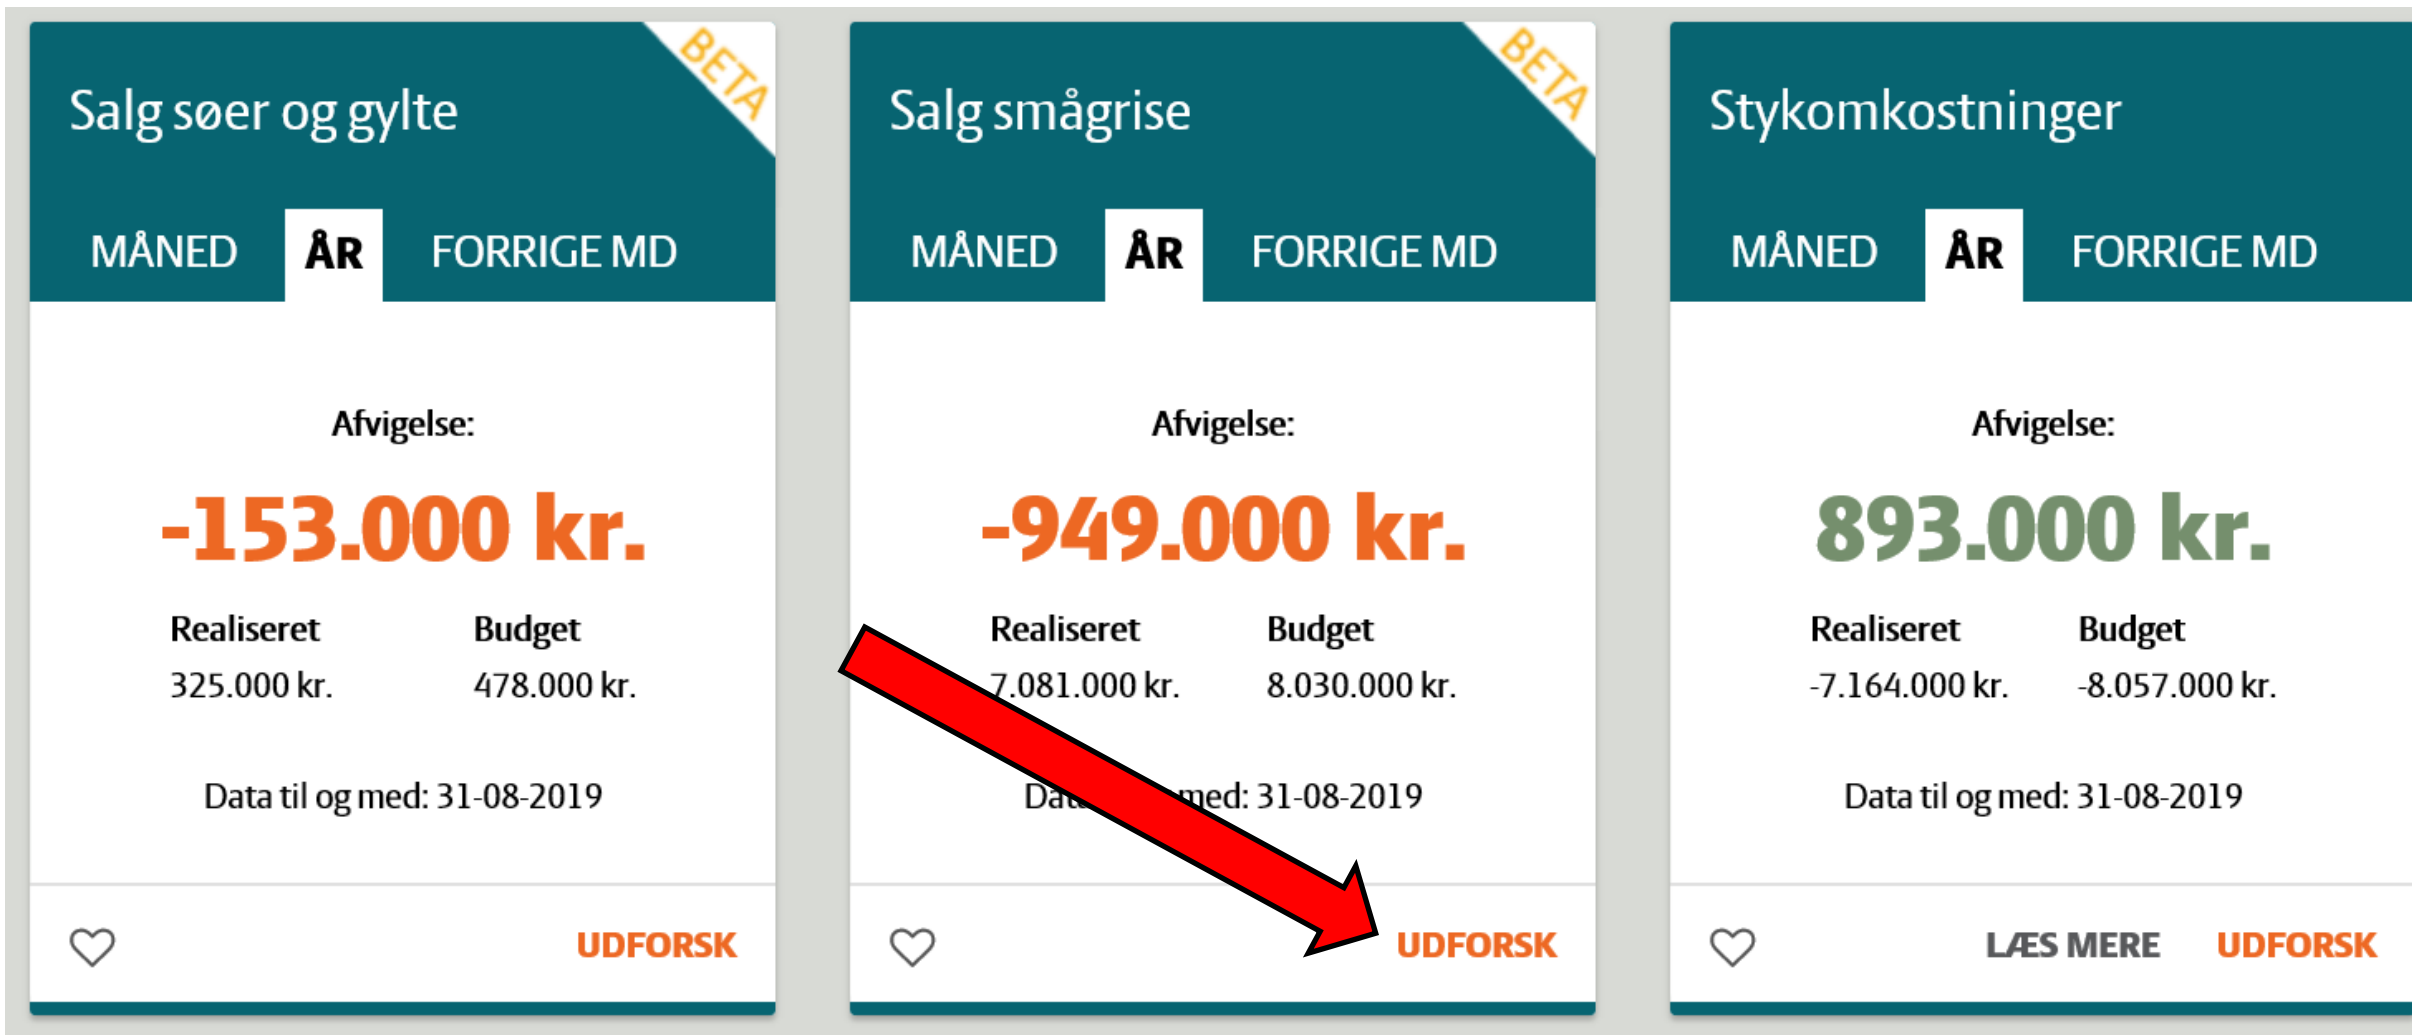 Salg søer og gylte
BETA
MÅNED ÅR FORRIGE MD
Afvigelse:
-153.000 kr.
Realiseret Budget
325.000 kr. 478.000 kr.
Data til og med: 31-08-2019
UDFORSK
Salg smågrise
BETA
MÅNED ÅR FORRIGE MD
Afvigelse:
-949.000 kr.
Realiseret Budget
7.081.000 kr. 8.030.000 kr.
med: 31-08-2019
UDFORSK
Stykomkostninger
MÅNED ÅR FORRIGE MD
Afvigelse:
893.000 kr.
Realiseret Budget
-7.164.000 kr. -8.057.000 kr.
Data til og med: 31-08-2019
LÆS MERE UDFORSK